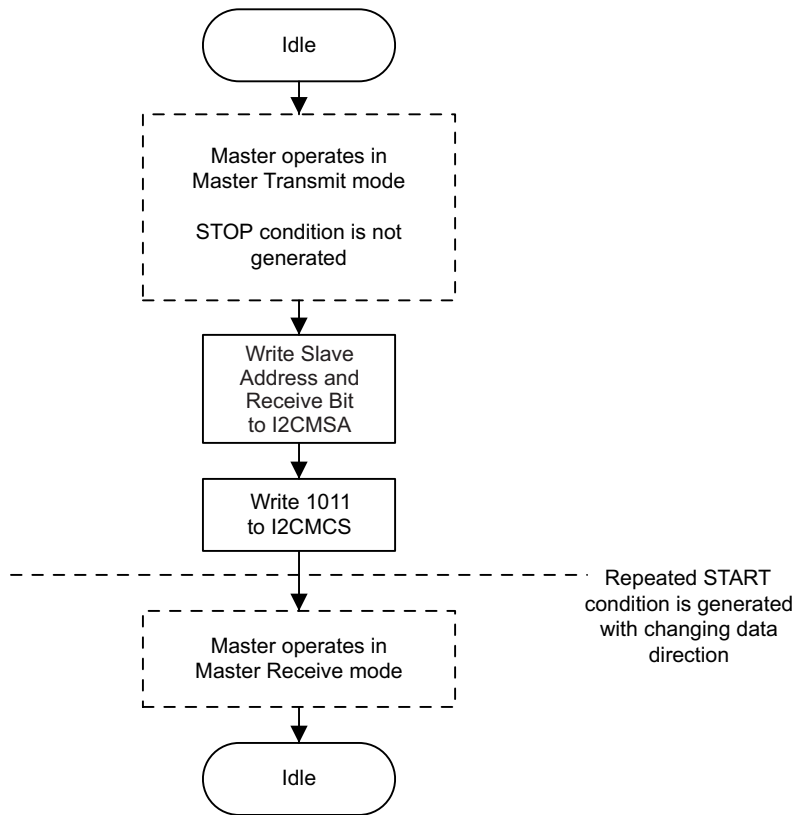 Idle
Master operates in
Master Transmit mode
STOP condition is not
generated
Write Slave
Address and
Receive Bit
to I2CMSA
Write 1011
to I2CMCS
Repeated START
condition is generated
with changing data
direction
Master operates in
Master Receive mode
Idle